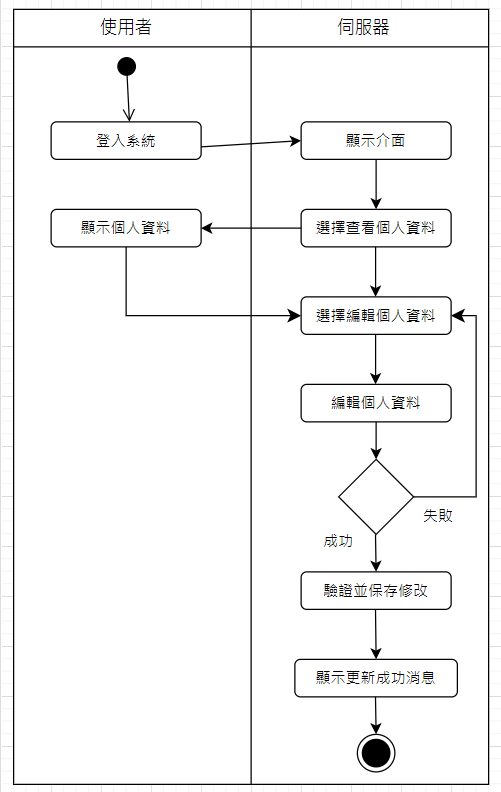 使用者
伺服器
登入系統
顯示介面
顯示個人資料
選擇查看個人資料
選擇編輯個人資料
編輯個人資料
失敗
成功
驗證並保存修改
顯示更新成功消息